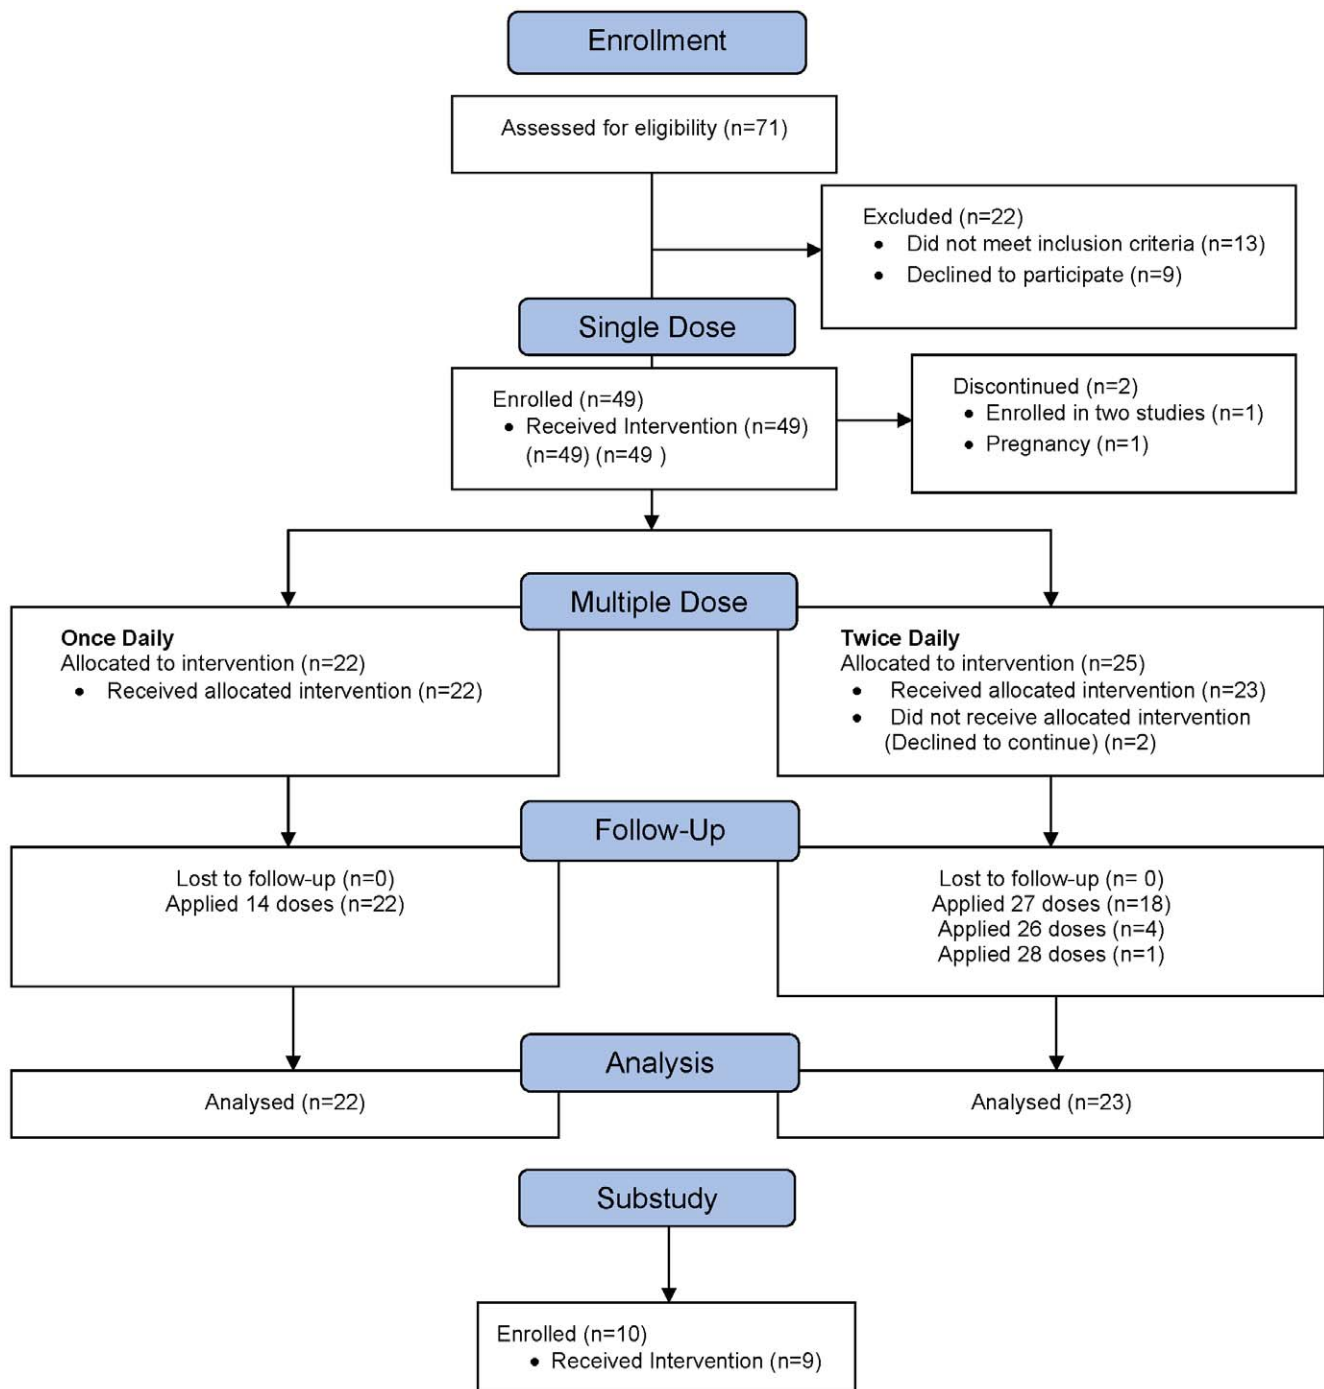 Enrollment
Assessed for eligibility (n=71)
Excluded (n=22)
• Did not meet inclusion criteria (n=13)
• Declined to participate (n=9)
Single Dose
Enrolled (n=49)
• Received Intervention (n=49)
(n=49) (n=49 )
Discontinued (n=2)
• Enrolled in two studies (n=1)
• Pregnancy (n=1)
Multiple Dose
Once Daily
Allocated to intervention (n=22)
• Received allocated intervention (n=22)
Twice Daily
Allocated to intervention (n=25)
• Received allocated intervention (n=23)
• Did not receive allocated intervention
(Declined to continue) (n=2)
Follow-Up
Lost to follow-up (n=0)
Applied 14 doses (n=22)
Lost to follow-up (n= 0)
Applied 27 doses (n=18)
Applied 26 doses (n=4)
Applied 28 doses (n=1)
Analysis
Analysed (n=22)
Analysed (n=23)
Substudy
Enrolled (n=10)
• Received Intervention (n=9)